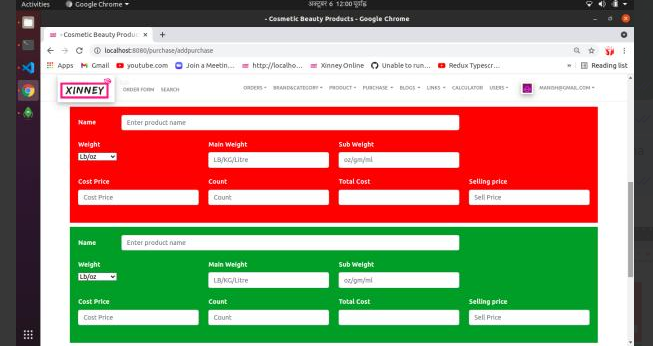 Activities Google Chrome ▾ अक्टूबर 6 12:00 पूर्वाह्न
- Cosmetic Beauty Products - Google Chrome
- Cosmetic Beauty Produc × +
localhost:8080/purchase/addpurchase
Apps Gmail youtube.com Join a Meetin... http://localho... Xinney Online Unable to run... Redux Typescr... » Reading list
XINNEY ORDER FORM SEARCH ORDERS BRAND&CATEGORY PRODUCT PURCHASE BLOGS LINKS CALCULATOR USERS MANGH@GMAIL.COM
Name Enter product name
Weight Main Weight Sub Weight
Lb/oz LB/KG/Litre oz/gm/ml
Cost Price Count Total Cost Selling price
Cost Price Count Sell Price
Name Enter product name
Weight Main Weight Sub Weight
Lb/oz LB/KG/Litre oz/gm/ml
Cost Price Count Total Cost Selling price
Cost Price Count Sell Price